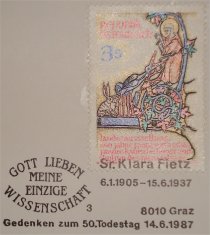 3s
Sr. Klara Fietz
6.1.1905–15.6.1937
GOTT LIEBEN
MEINE
EINZIGE
WISSENSCHAFT
3
8010 Graz
Gedenken zum 50.Todestag 14.6.1987